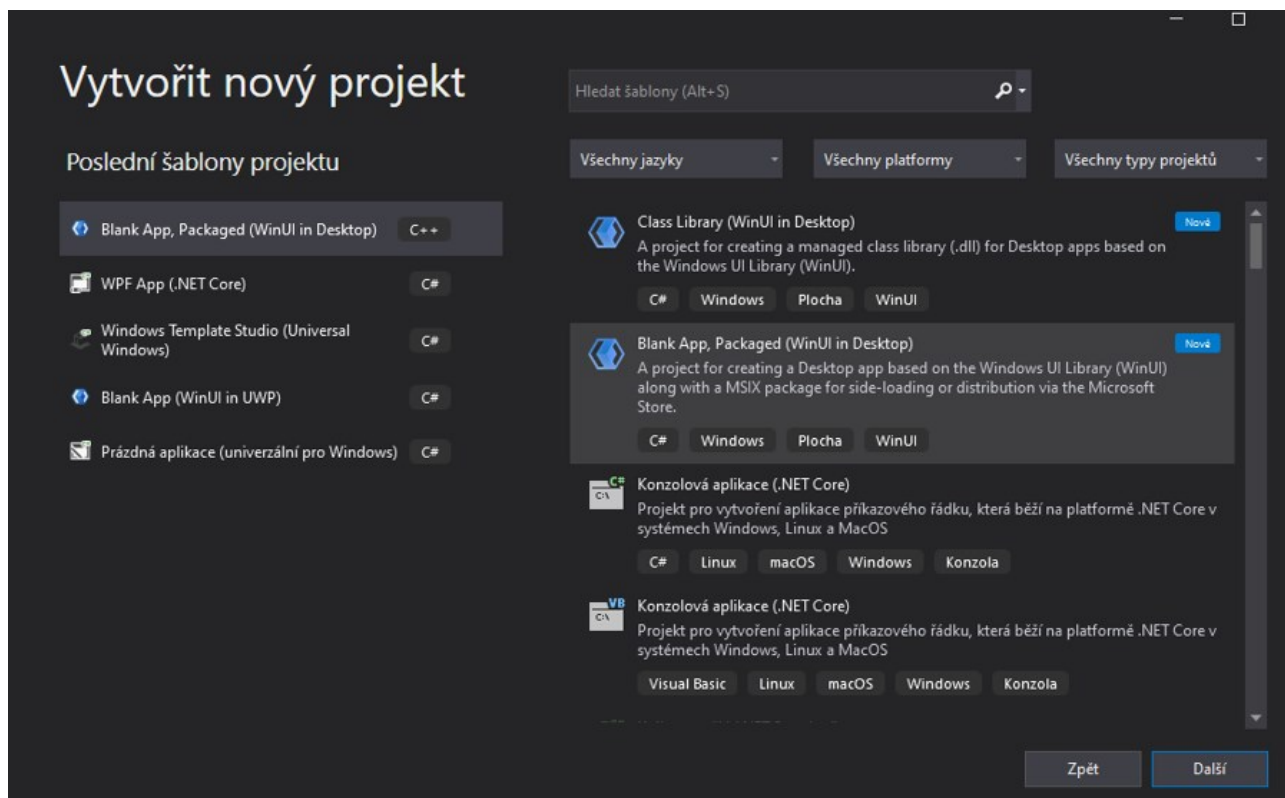 Vytvořit nový projekt
Poslední šablony projektu
Blank App, Packaged (WinUI in Desktop) C++
WPF App (.NET Core) C#
Windows Template Studio (Universal
Windows) C#
Blank App (WinUI in UWP) C#
Prázdná aplikace (univerzální pro Windows) C#
Hledat šablony (Alt+S)
Všechny jazyky Všechny platformy Všechny typy projektů
Class Library (WinUI in Desktop) Nové
A project for creating a managed class library (.dll) for Desktop apps based on
the Windows UI Library (WinUI).
C# Windows Plocha WinUI
Blank App, Packaged (WinUI in Desktop) Nové
A project for creating a Desktop app based on the Windows UI Library (WinUI)
along with a MSIX package for side-loading or distribution via the Microsoft
Store.
C# Windows Plocha WinUI
C# C:\ Konzolová aplikace (.NET Core)
Projekt pro vytvoření aplikace příkazového řádku, která běží na platformě .NET Core v
systémech Windows, Linux a MacOS
C# Linux macOS Windows Konzola
VB C:\ Konzolová aplikace (.NET Core)
Projekt pro vytvoření aplikace příkazového řádku, která běží na platformě .NET Core v
systémech Windows, Linux a MacOS
Visual Basic Linux macOS Windows Konzola
Zpět Další